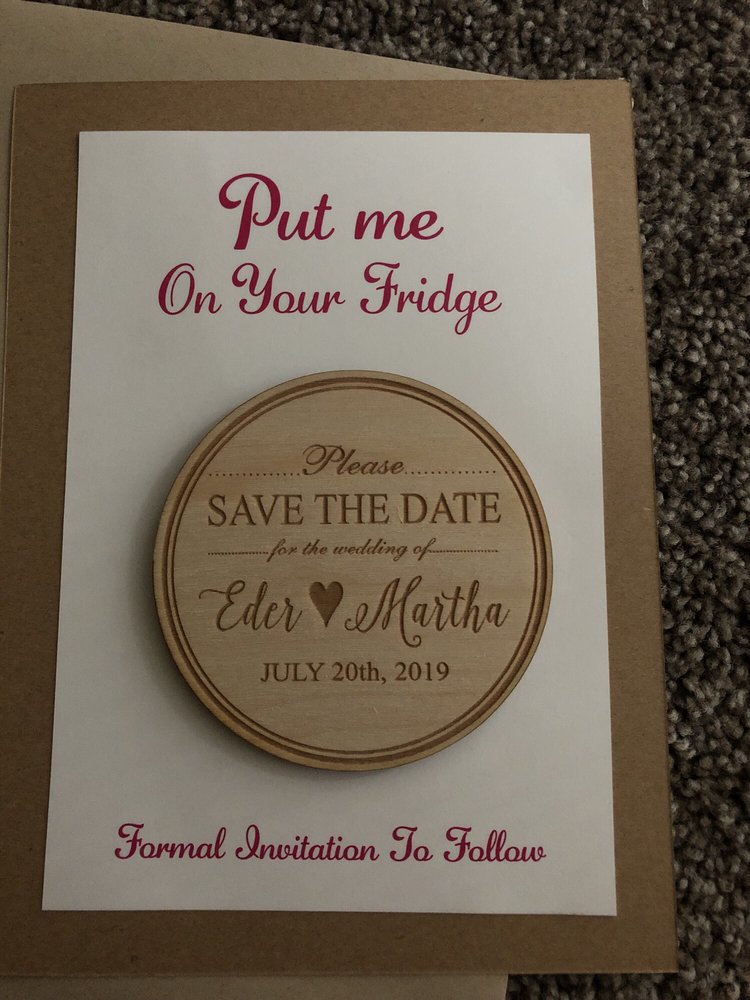 Put me
On Your Fridge
Please
SAVE THE DATE
for the wedding of
Eder ♥ Martha
JULY 20th, 2019
Formal Invitation To Follow